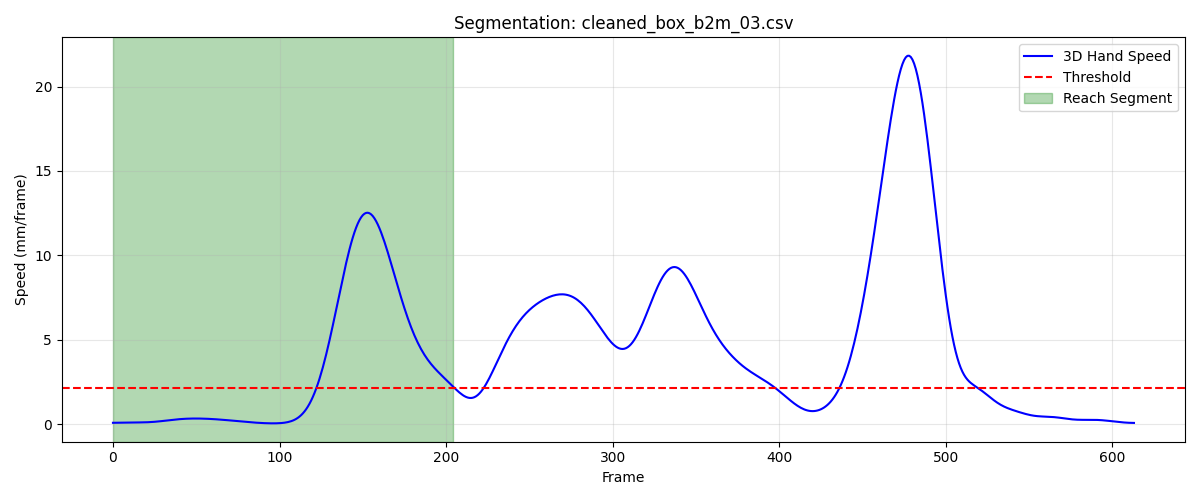 Segmentation: cleaned_box_b2m_03.csv
3D Hand Speed
Threshold
Reach Segment
Speed (mm/frame)
20
15
10
5
0
0 100 200 300 400 500 600
Frame